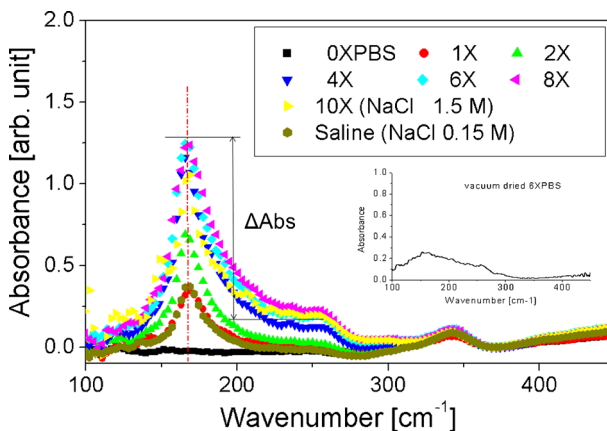 2.0
1.5
1.0
0.5
0.0
Absorbance [arb. unit]
0XPBS 1X 2X
4X 6X 8X
10X (NaCl 1.5 M)
Saline (NaCl 0.15 M)
ΔAbs
vacuum dried 6XPBS
1.0
0.8
0.6
0.4
0.2
0.0
Absorbance
100 200 300 400
Wavenumber [cm-1]
100 200 300 400
Wavenumber [cm-1]